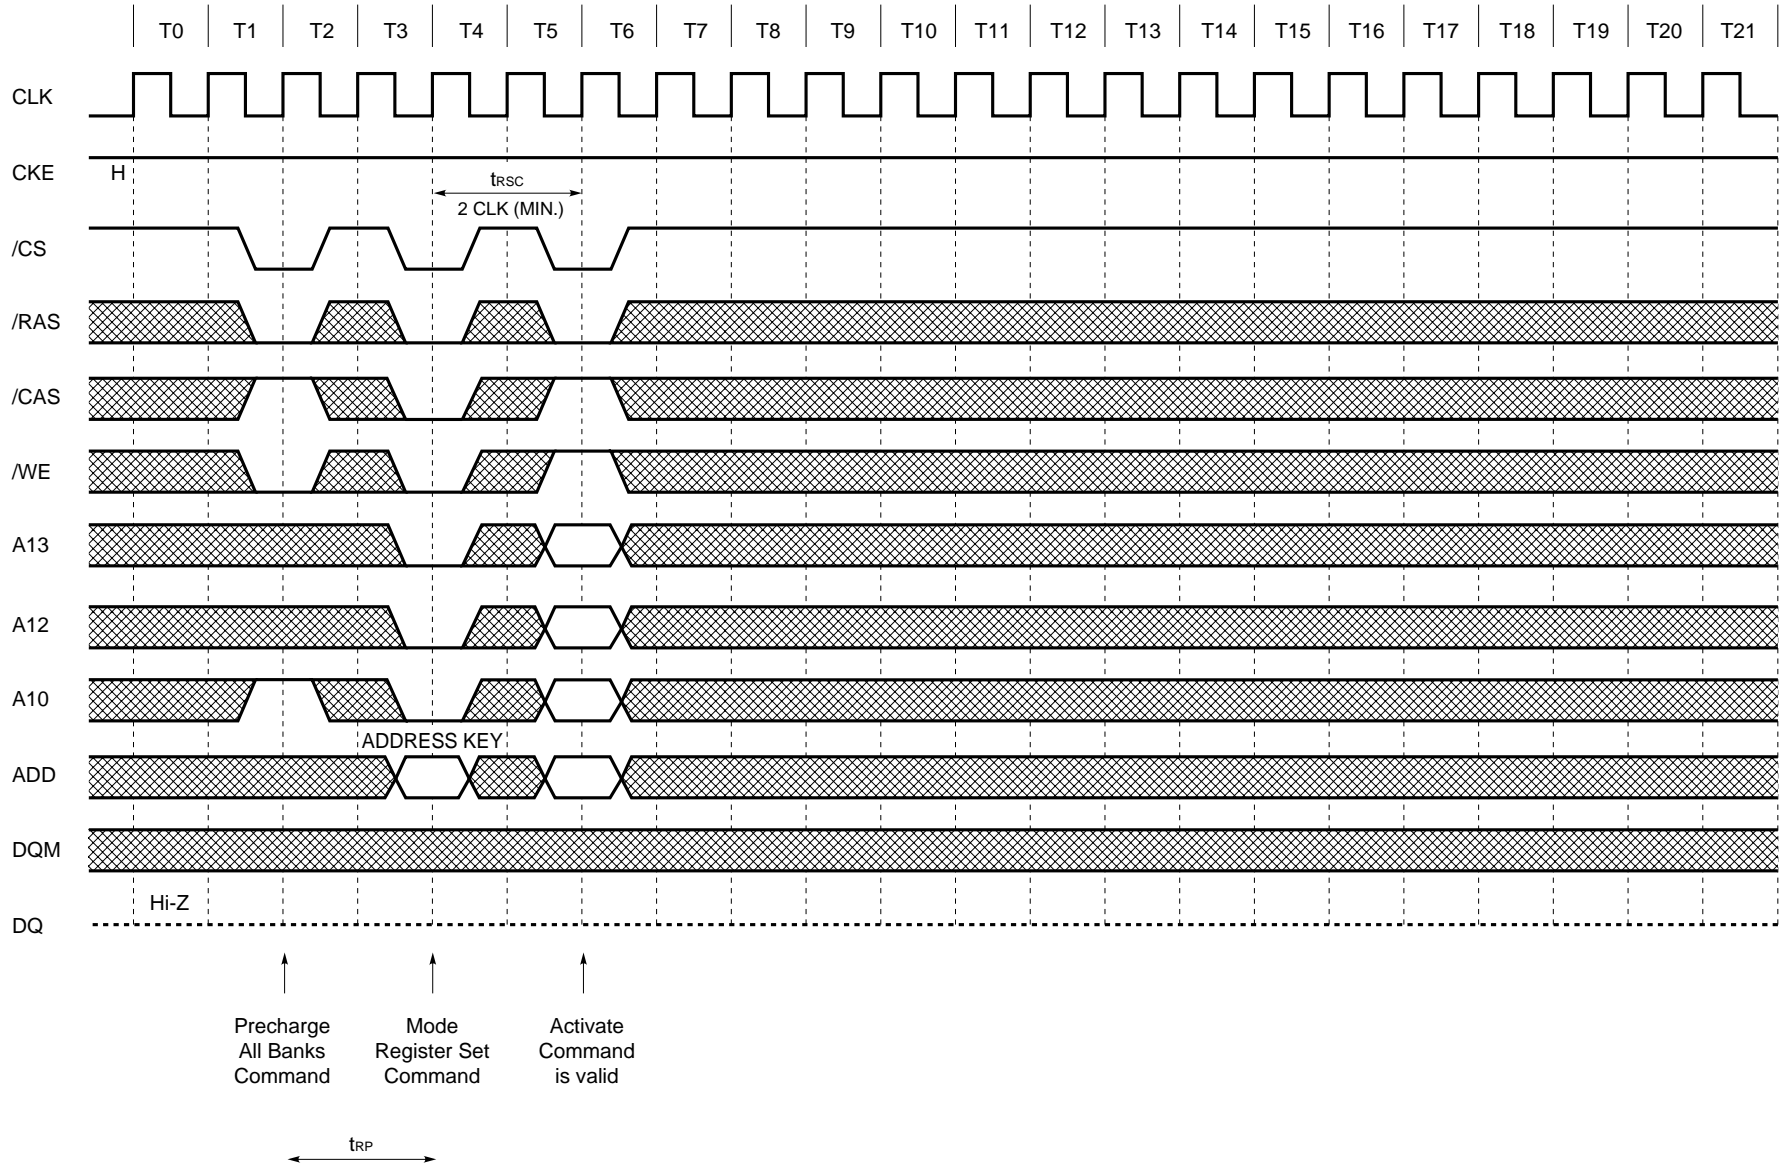 T0 T1 T2 T3 T4 T5 T6 T7 T8 T9 T10 T11 T12 T13 T14 T15 T16 T17 T18 T19 T20 T21
CLK
CKE H
tRSC
2 CLK (MIN.)
/CS
/RAS
/CAS
/WE
A13
A12
A10
ADDRESS KEY
ADD
DQM
Hi-Z
DQ
Precharge
All Banks
Command
Mode
Register Set
Command
Activate
Command
is valid
tRP